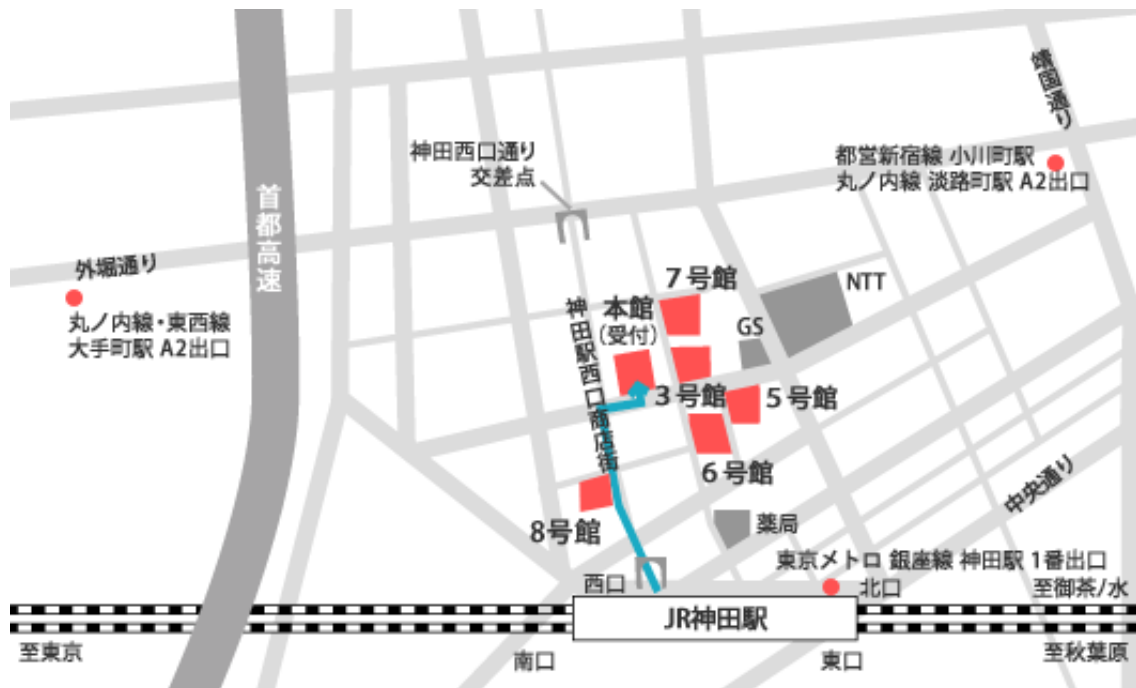 靖国通り
神田西口通り
交差点
都営新宿線 小川町駅
丸ノ内線 淡路町駅 A2出口
首都高速
外堀通り
丸ノ内線・東西線
大手町駅 A2出口
7号館
NTT
本館
(受付)
GS
神田駅西口商店街
3号館
5号館
6号館
8号館
薬局
中央通り
東京メトロ 銀座線 神田駅 1番出口
西口
北口
至御茶ノ水
JR神田駅
至東京
南口
東口
至秋葉原